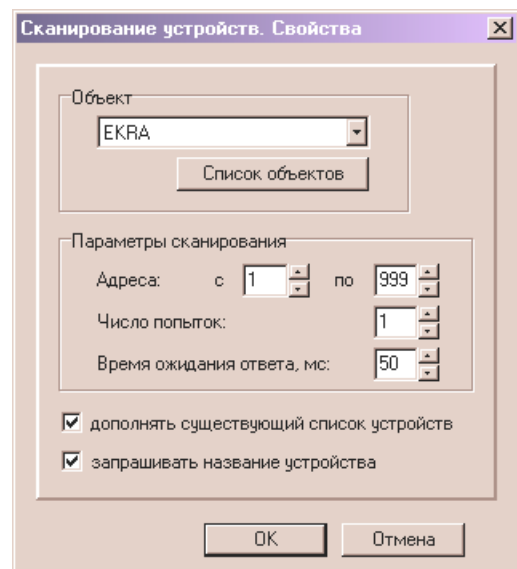 Сканирование устройств. Свойства
Объект
EKRA
Список объектов
Параметры сканирования
Адреса: с 1 по 999
Число попыток: 1
Время ожидания ответа, мс: 50
дополнять существующий список устройств
запрашивать название устройства
OK Отмена